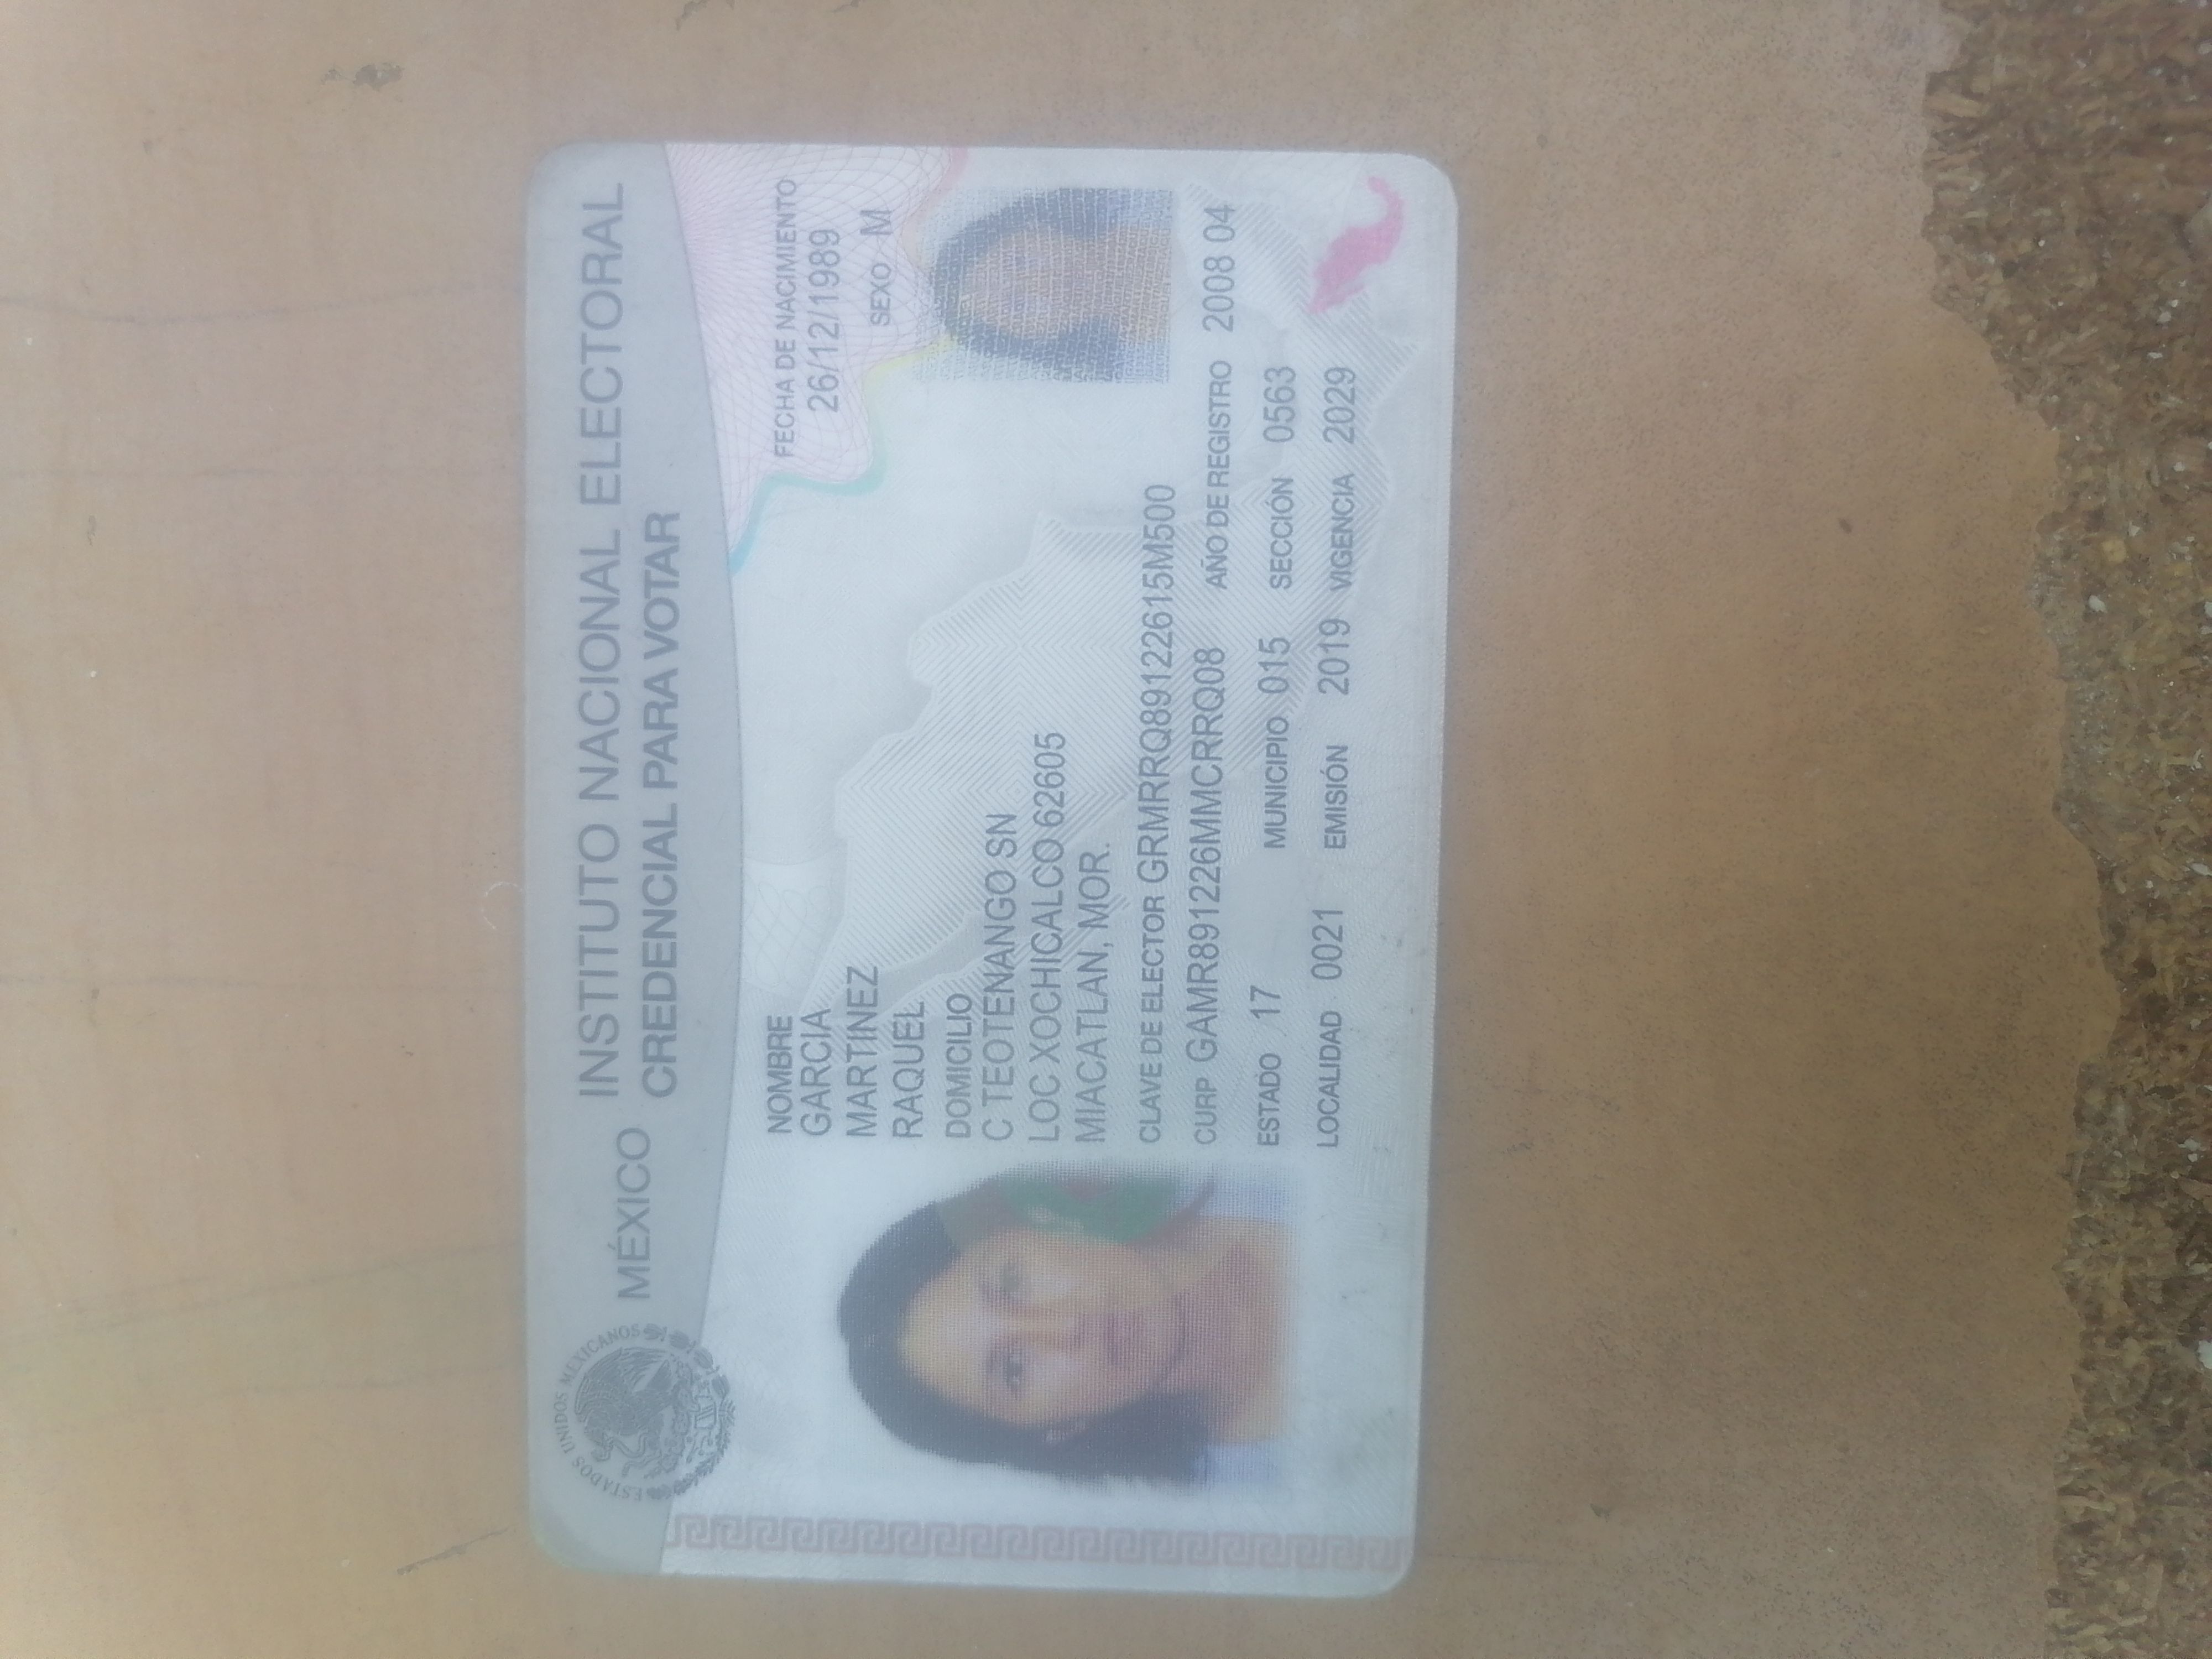 ESTADOS UNIDOS MEXICANOS
MÉXICO INSTITUTO NACIONAL ELECTORAL
CREDENCIAL PARA VOTAR
NOMBRE
GARCIA
MARTINEZ
RAQUEL
FECHA DE NACIMIENTO
26/12/1989
SEXO M
DOMICILIO
C TEOTENANGO SN
LOC XOCHICALCO 62605
MIACATLAN, MOR.
CLAVE DE ELECTOR GRMRRQ89122615M500
CURP GAMR891226MMCRRQ08 AÑO DE REGISTRO 2008 04
ESTADO 17 MUNICIPIO 015 SECCIÓN 0563
LOCALIDAD 0021 EMISIÓN 2019 VIGENCIA 2029